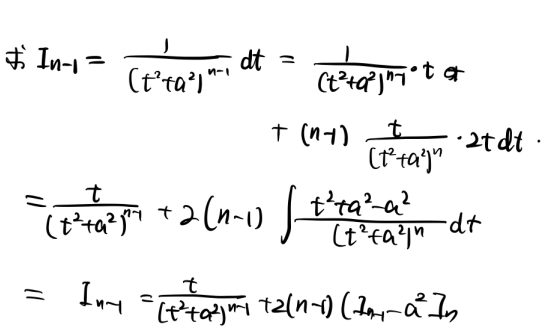 求 I_{n-1} = \frac{1}{(t^2+a^2)^{n-1}} dt = \frac{1}{(t^2+a^2)^{n-1}} \cdot t
+ (n-1) \frac{t}{(t^2+a^2)^n} \cdot 2t dt .
= \frac{t}{(t^2+a^2)^{n-1}} + 2(n-1) \int \frac{t^2+a^2-a^2}{(t^2+a^2)^n} dt
= I_{n-1} = \frac{t}{(t^2+a^2)^{n-1}} + 2(n-1) (I_{n-1} - a^2 I_n